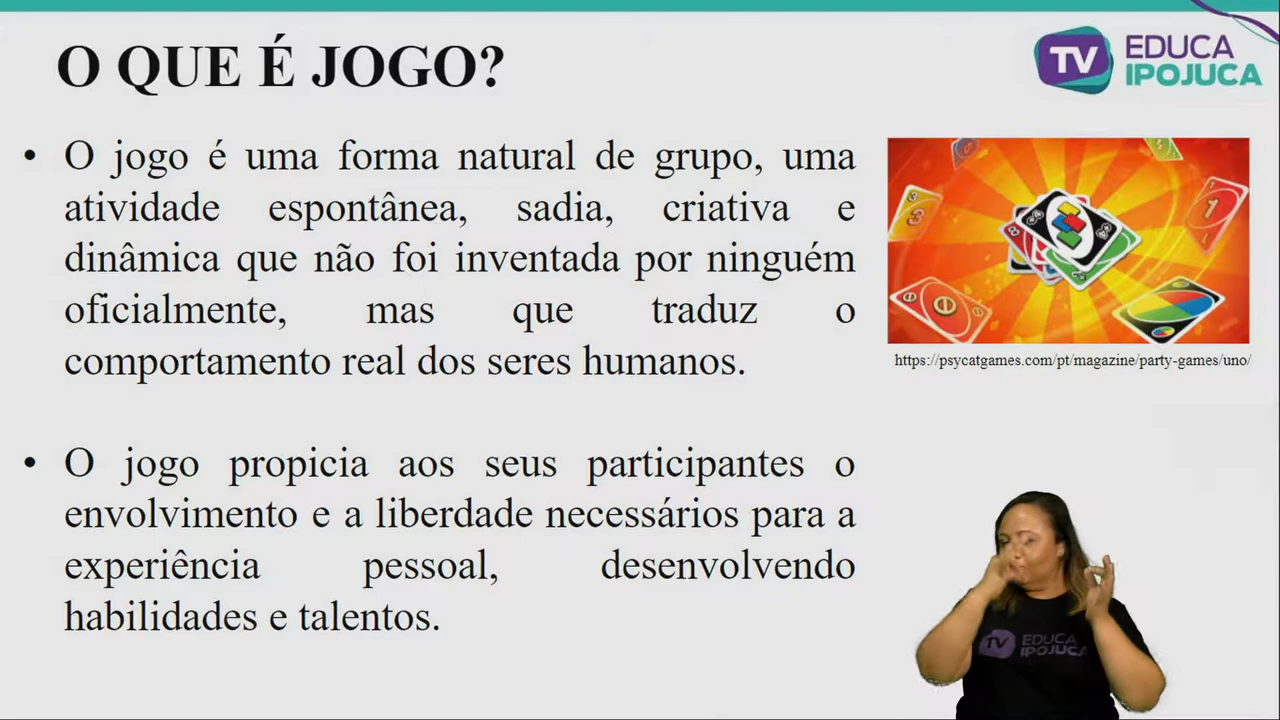 O QUE É JOGO?
TV EDUCA
IPOJUCA
• O jogo é uma forma natural de grupo, uma
atividade espontânea, sadia, criativa e
dinâmica que não foi inventada por ninguém
oficialmente, mas que traduz o
comportamento real dos seres humanos.
https://psycatgames.com/pt/magazine/party-games/uno/
• O jogo propicia aos seus participantes o
envolvimento e a liberdade necessários para a
experiência pessoal, desenvolvendo
habilidades e talentos.
TV EDUCA
IPOJUCA